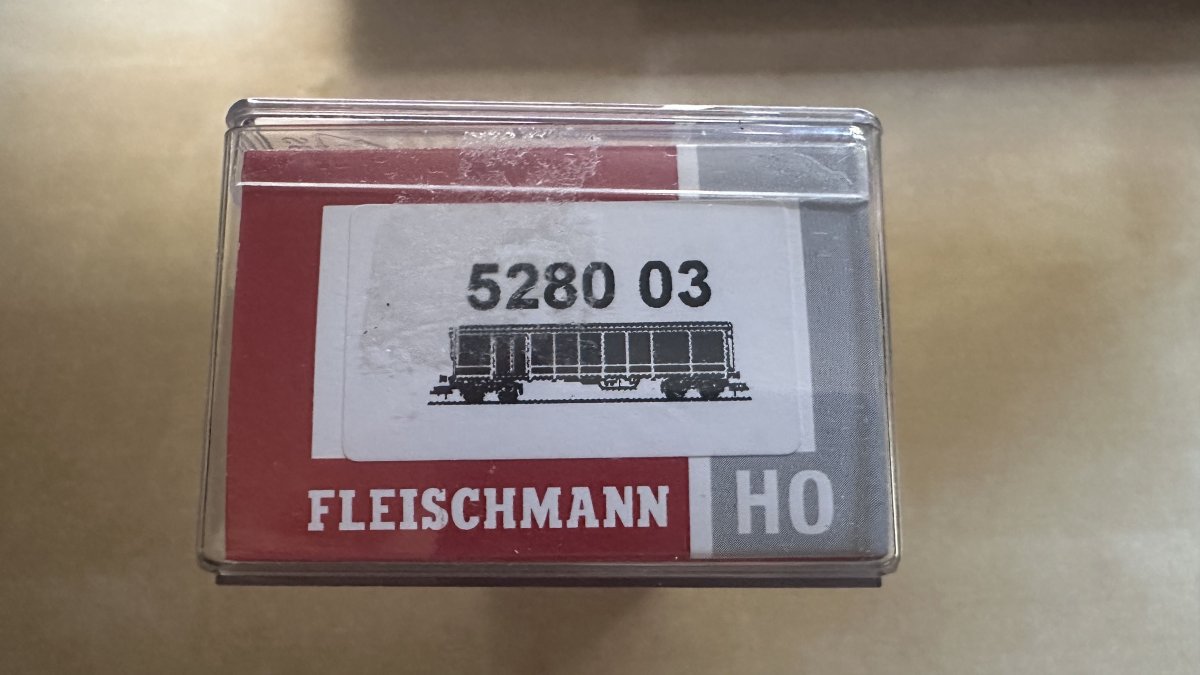 5280 03
FLEISCHMANN
HO